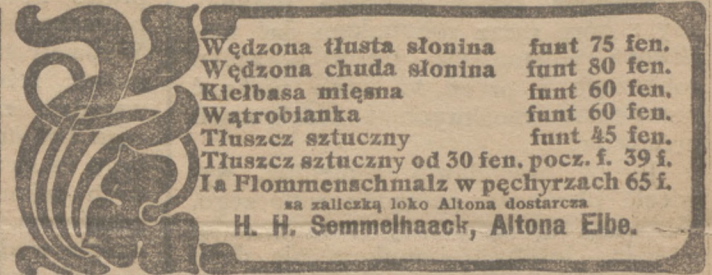 Wędzona tłusta słonina funt 75 fen.
Wędzona chuda słonina funt 80 fen.
Kiełbasa mięsna funt 60 fen.
Wątrobianka funt 60 fen.
Tłuszcz sztuczny funt 45 fen.
Tłuszcz sztuczny od 30 fen. pocz. f. 39 f.
Ia Flommenschmalz w pęchyrzach 65 f.
za zaliczką loko Altona dostarcza
H. H. Semmelhaack, Altona Elbe.